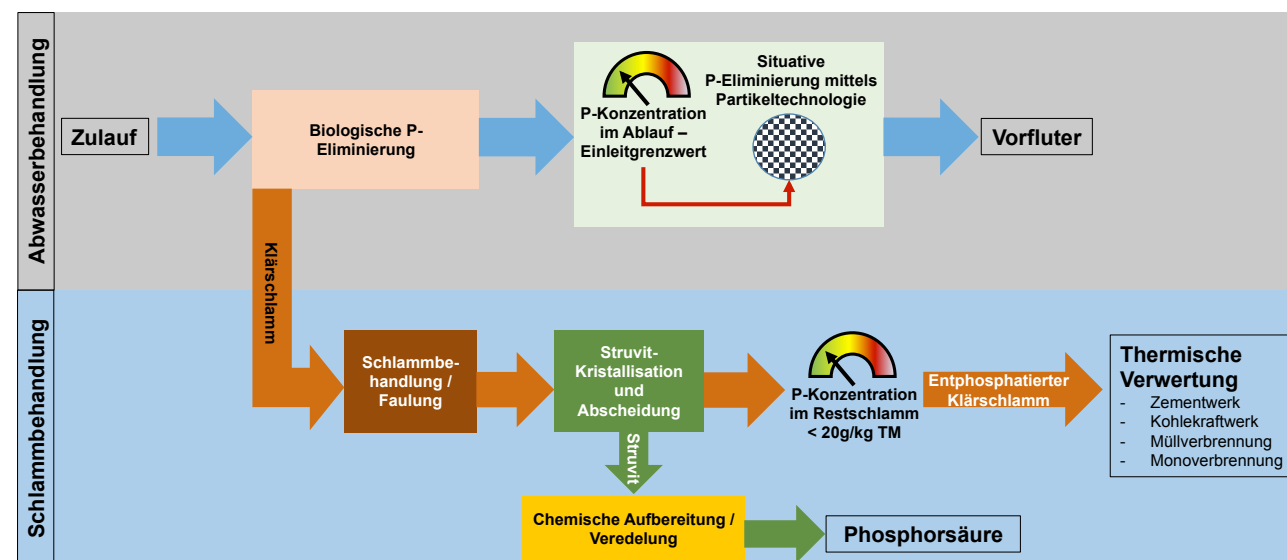 Abwasserbehandlung
Zulauf
Biologische P-
Eliminierung
P-Konzentration
im Ablauf –
Einleitgrenzwert
Situative
P-Eliminierung mittels
Partikeltechnologie
Vorfluter
Klärschlamm
Schlammbehandlung
Schlammbe-
handlung /
Faulung
Struvit-
Kristallisation
und
Abscheidung
P-Konzentration
im Restschlamm
< 20g/kg TM
Entphosphatierter
Klärschlamm
Thermische
Verwertung
- Zementwerk
- Kohlekraftwerk
- Müllverbrennung
- Monoverbrennung
Struvit
Chemische Aufbereitung /
Veredelung
Phosphorsäure